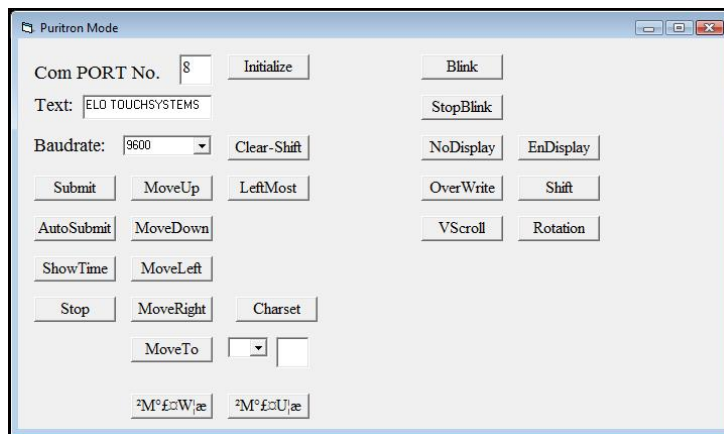 Puritron Mode
Com PORT No. 8 Initialize Blink
Text: ELO TOUCHSYSTEMS StopBlink
Baudrate: 9600 Clear-Shift NoDisplay EnDisplay
Submit MoveUp LeftMost OverWrite Shift
AutoSubmit MoveDown VScroll Rotation
ShowTime MoveLeft
Stop MoveRight Charset
MoveTo
²M°£¤W¦æ ²M°£¤U¦æ